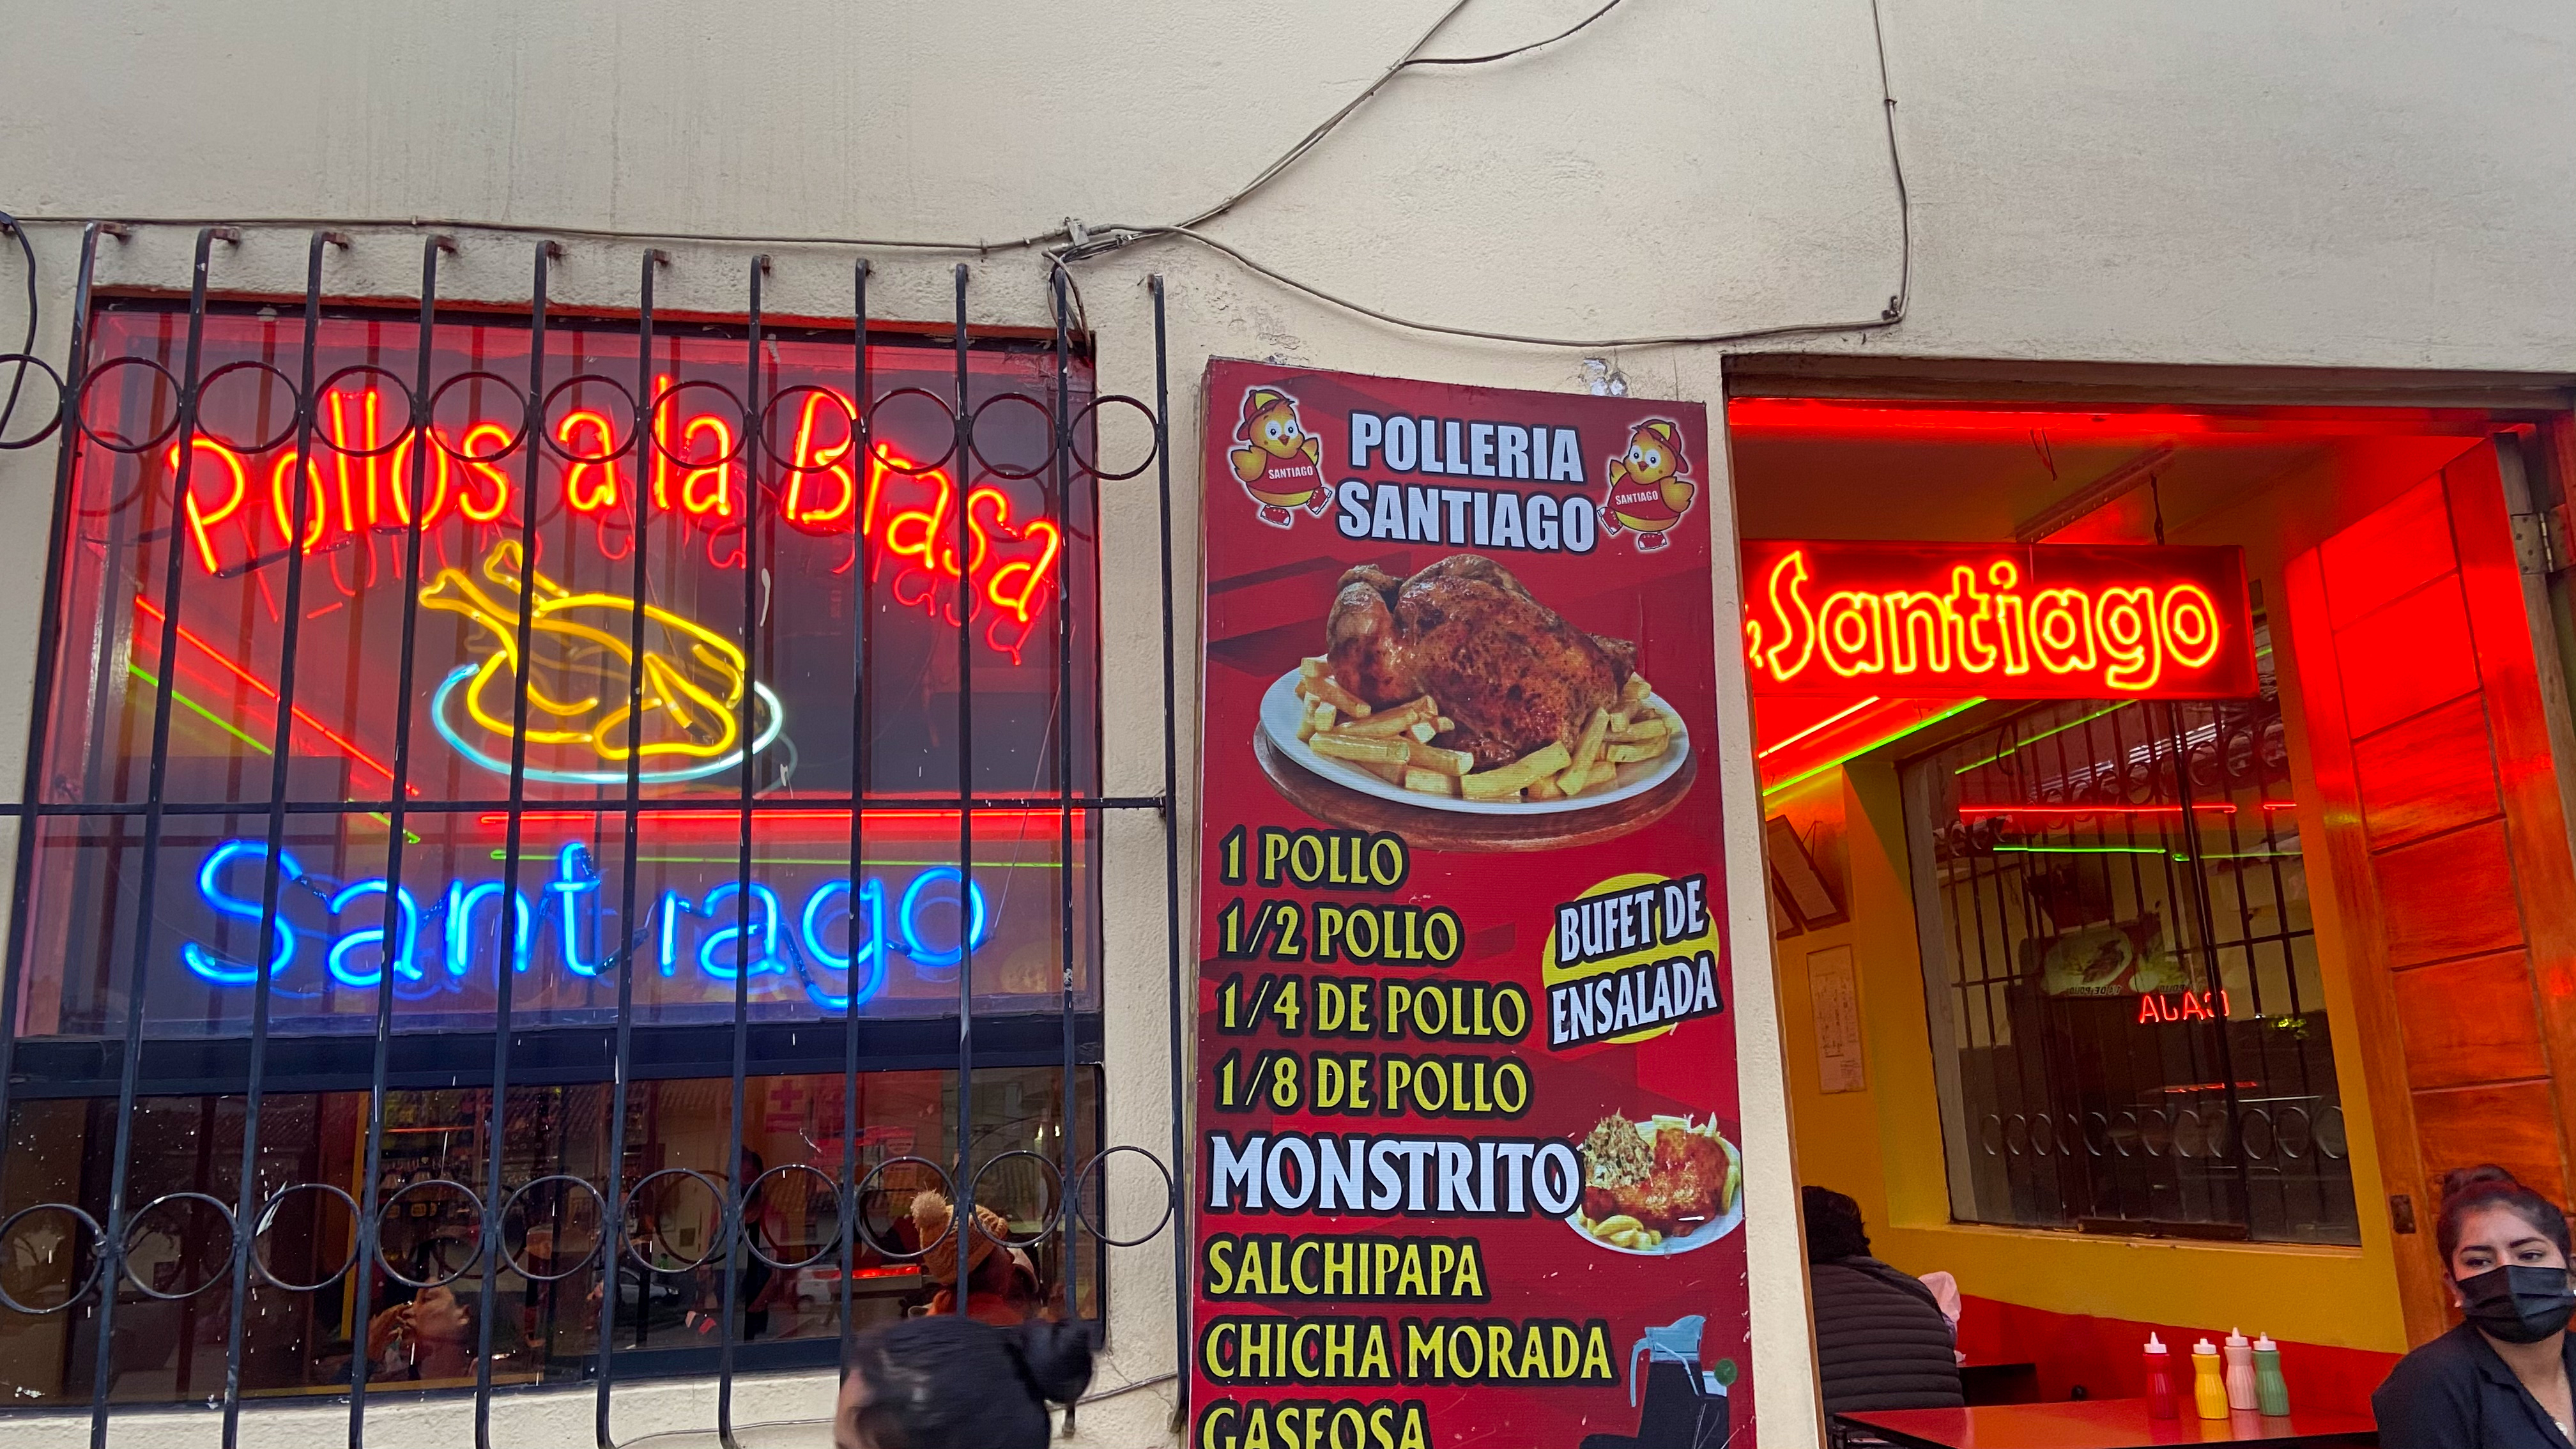 Pollos a la Brasa
Santiago
SANTIAGO
POLLERIA
SANTIAGO
SANTIAGO
1 POLLO
1/2 POLLO
1/4 DE POLLO
1/8 DE POLLO
BUFET DE
ENSALADA
MONSTRITO
SALCHIPAPA
CHICHA MORADA
GASEOSA
Santiago